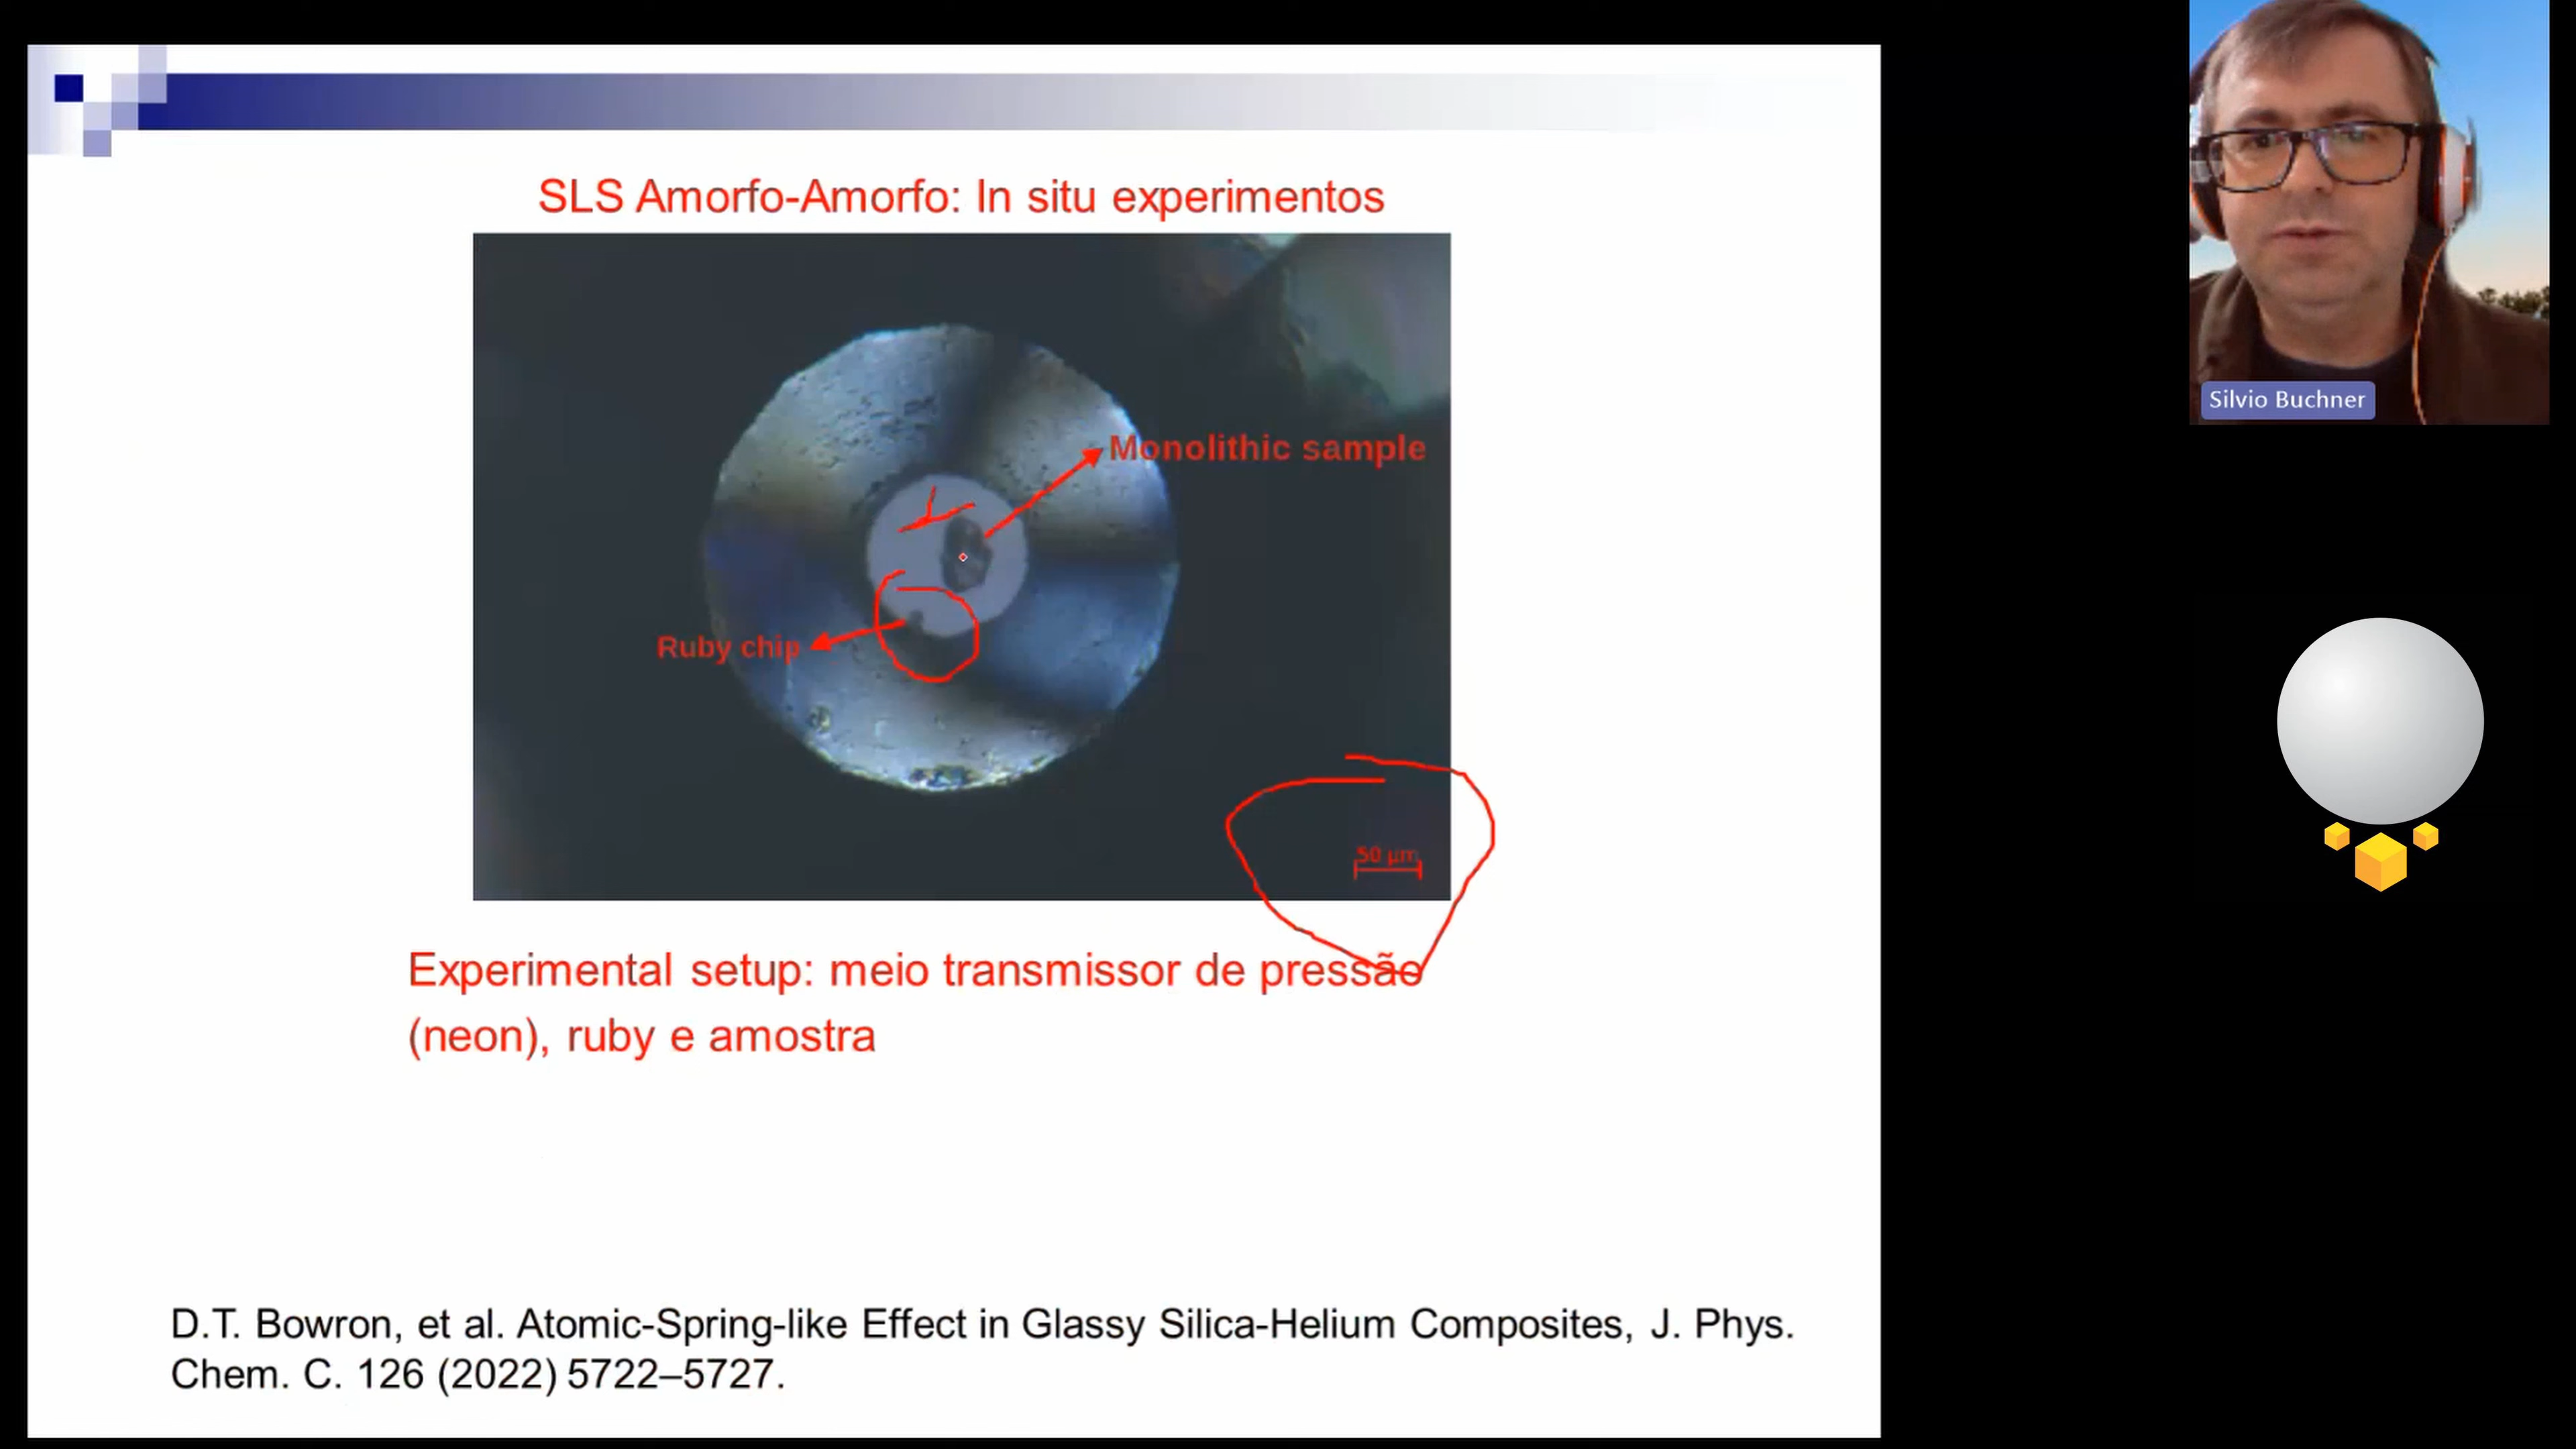 SLS Amorfo-Amorfo: In situ experimentos
Monolithic sample
Ruby chip
50 µm
Experimental setup: meio transmissor de pressão
(neon), ruby e amostra
D.T. Bowron, et al. Atomic-Spring-like Effect in Glassy Silica-Helium Composites, J. Phys.
Chem. C. 126 (2022) 5722–5727.
Silvio Buchner